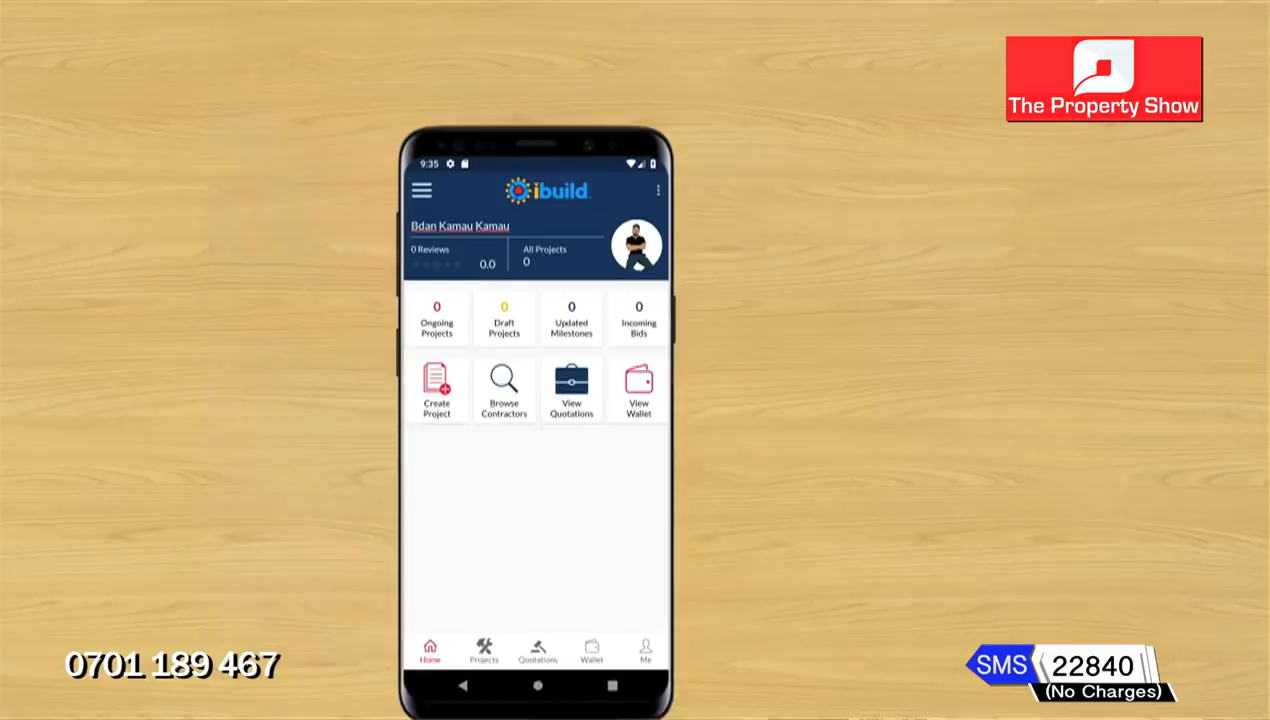 The Property Show
9:35
ibuild
Bdan Kamau Kamau
0 Reviews
0.0
All Projects
0
0
Ongoing
Projects
0
Draft
Projects
0
Updated
Milestones
0
Incoming
Bids
Create
Project
Browse
Contractors
View
Quotations
View
Wallet
Home
Projects
Quotations
Wallet
Me
0701 189 467
SMS
22840
(No Charges)